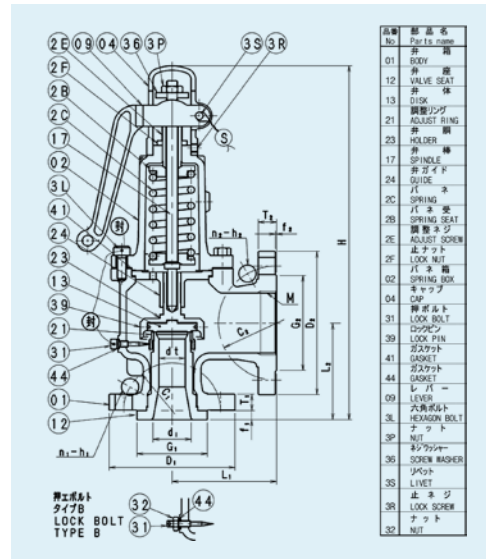 2E 09 04 36 3P 3S 3R
2F
2B
2C
17
02
3L
41
24
23
13
39
21
31
44
01
12
封
封
S
T₂
f₂
n₂-h₂
M
C₂
G₂
D₂
H
L₂
dt
C₁
T₁
f₁
d₁
G₁
D₁
L₁
n₁-h₁
押エボルト
タイプB
LOCK BOLT
TYPE B
32 44
31
品番 部品名
No Parts name
弁箱
01 BODY
弁座
12 VALVE SEAT
弁体
13 DISK
調整リング
21 ADJUST RING
弁胴
23 HOLDER
弁棒
17 SPINDLE
弁ガイド
24 GUIDE
バネ
2C SPRING
バネ受
2B SPRING SEAT
調整ネジ
2E ADJUST SCREW
止ナット
2F LOCK NUT
バネ箱
02 SPRING BOX
キャップ
04 CAP
押ボルト
31 LOCK BOLT
ロックピン
39 LOCK PIN
ガスケット
41 GASKET
ガスケット
44 GASKET
レバー
09 LEVER
六角ボルト
3L HEXAGON BOLT
ナット
3P NUT
ネジワッシャー
36 SCREW WASHER
リベット
3S LIVET
止ネジ
3R LOCK SCREW
ナット
32 NUT